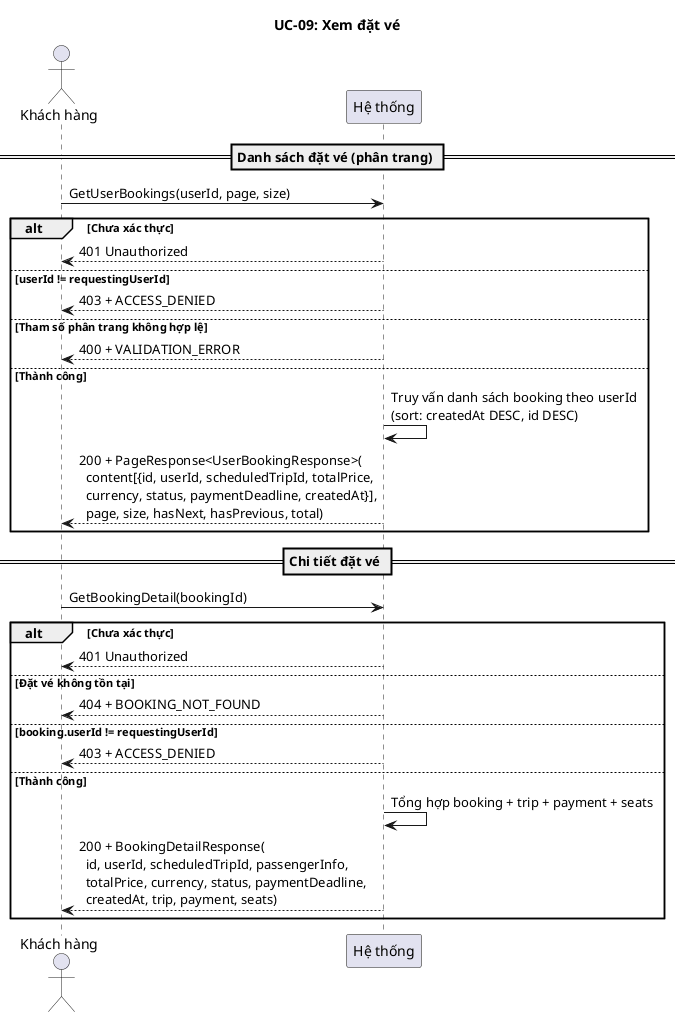 UC-09: Xem đặt vé
Khách hàng
Hệ thống
Danh sách đặt vé (phân trang)
GetUserBookings(userId, page, size)
alt [Chưa xác thực]
401 Unauthorized
[userId != requestingUserId]
403 + ACCESS_DENIED
[Tham số phân trang không hợp lệ]
400 + VALIDATION_ERROR
[Thành công]
Truy vấn danh sách booking theo userId
(sort: createdAt DESC, id DESC)
200 + PageResponse<UserBookingResponse>(
content[{id, userId, scheduledTripId, totalPrice,
currency, status, paymentDeadline, createdAt}],
page, size, hasNext, hasPrevious, total)
Chi tiết đặt vé
GetBookingDetail(bookingId)
alt [Chưa xác thực]
401 Unauthorized
[Đặt vé không tồn tại]
404 + BOOKING_NOT_FOUND
[booking.userId != requestingUserId]
403 + ACCESS_DENIED
[Thành công]
Tổng hợp booking + trip + payment + seats
200 + BookingDetailResponse(
id, userId, scheduledTripId, passengerInfo,
totalPrice, currency, status, paymentDeadline,
createdAt, trip, payment, seats)
Khách hàng
Hệ thống